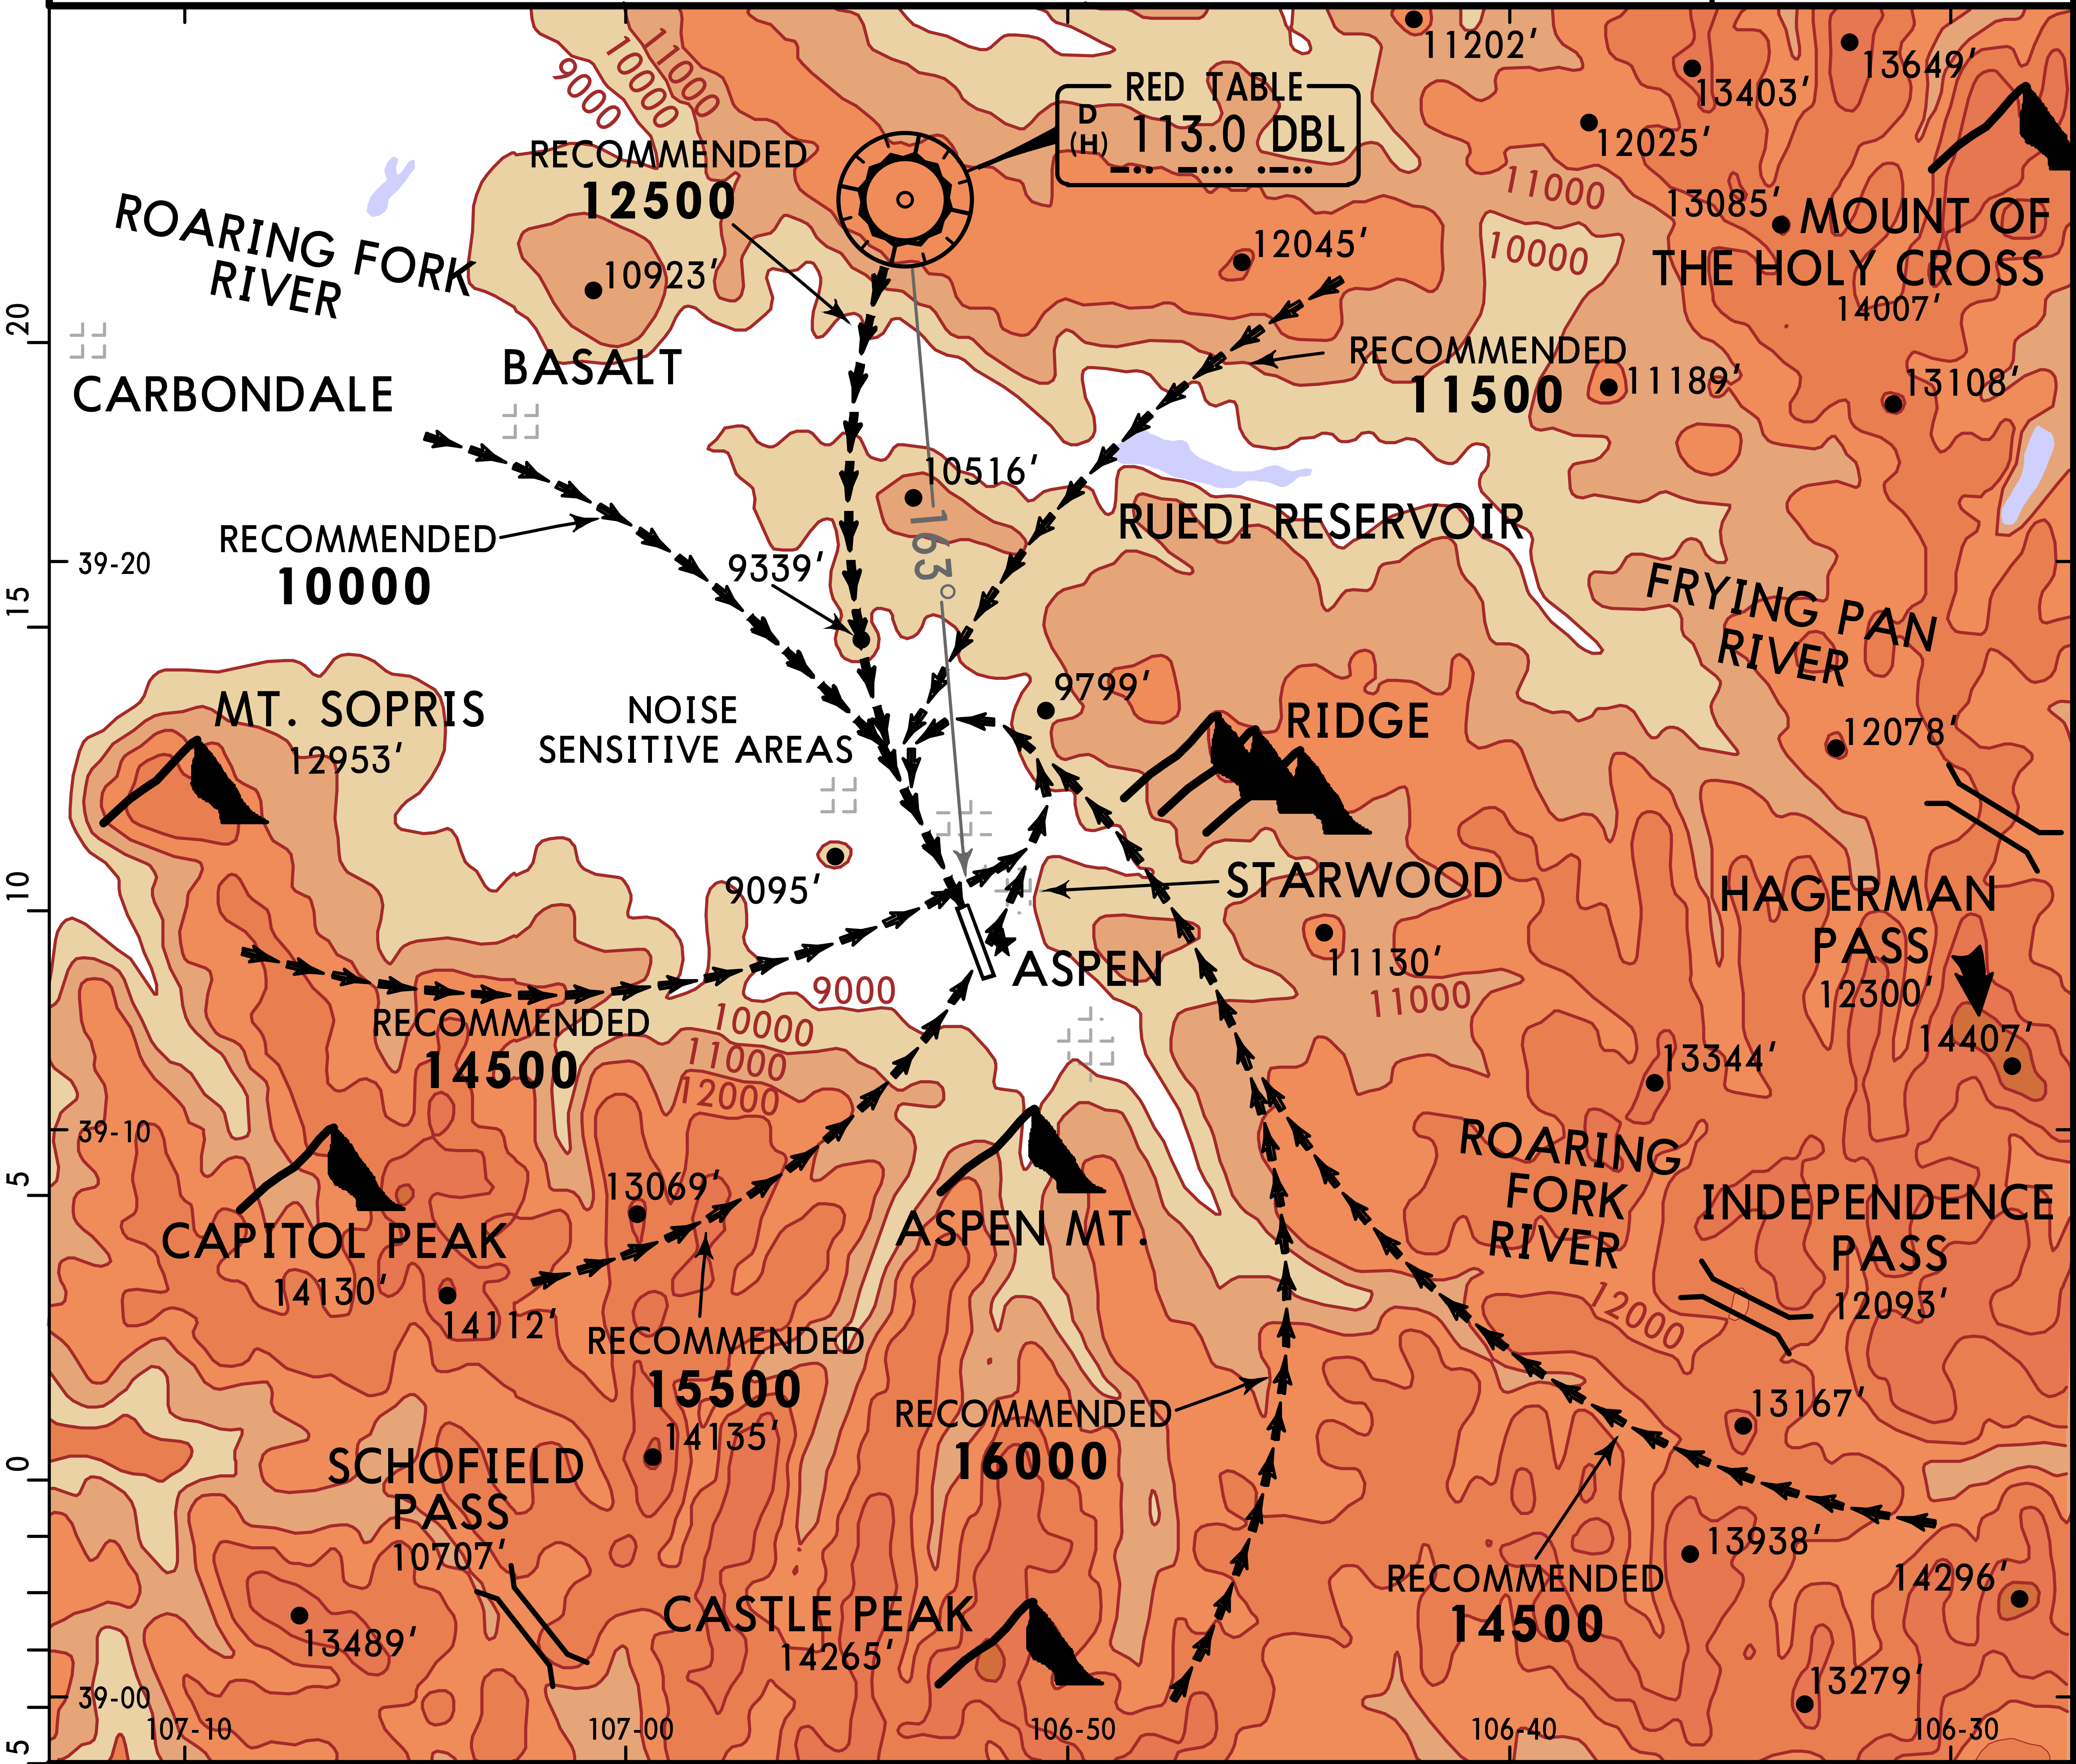 11202'
13649'
13403'
RED TABLE
D
(H)
113.0 DBL
9000
10000
11000
12025'
RECOMMENDED
12500
11000
13085'
MOUNT OF
THE HOLY CROSS
14007'
ROARING FORK
RIVER
10923'
12045'
10000
20
BASALT
CARBONDALE
RECOMMENDED
11500
11189'
13108'
10516'
RUEDI RESERVOIR
RECOMMENDED
10000
39-20
163°
9339'
15
FRYING PAN
RIVER
MT. SOPRIS
12953'
NOISE
SENSITIVE AREAS
9799'
RIDGE
12078'
9095'
STARWOOD
10
HAGERMAN
PASS
12300'
ASPEN
11130'
9000
11000
RECOMMENDED
14500
10000
11000
12000
14407'
13344'
39-10
ROARING
FORK
RIVER
5
13069'
INDEPENDENCE
PASS
12093'
CAPITOL PEAK
14130'
ASPEN MT.
14112'
12000
RECOMMENDED
15500
14135'
RECOMMENDED
16000
13167'
SCHOFIELD
PASS
10707'
0
13938'
RECOMMENDED
14500
14296'
CASTLE PEAK
14265'
13489'
13279'
39-00
107-10
107-00
106-50
106-40
106-30
5